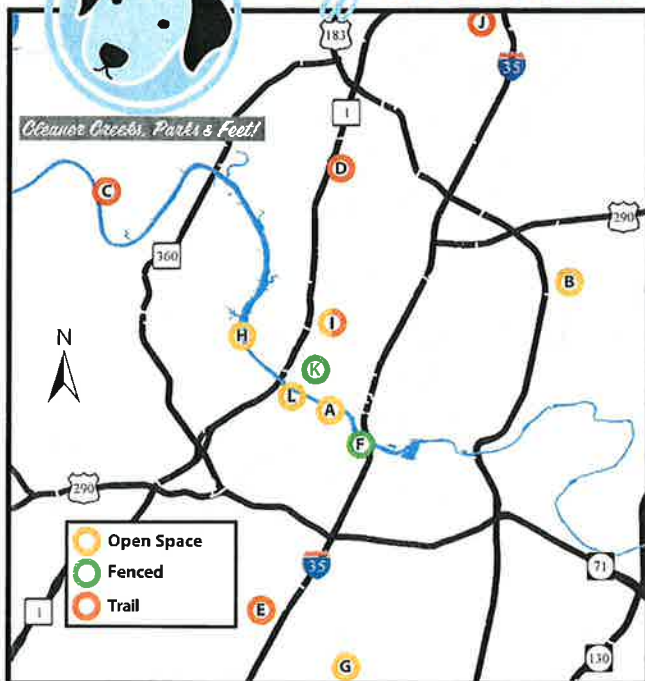 183
J
35
1
Cleaner Creeks, Parks & Feet!
D
C
290
360
B
H
I
N
K
L
A
F
290
Open Space
Fenced
Trail
35
71
1
E
G
130